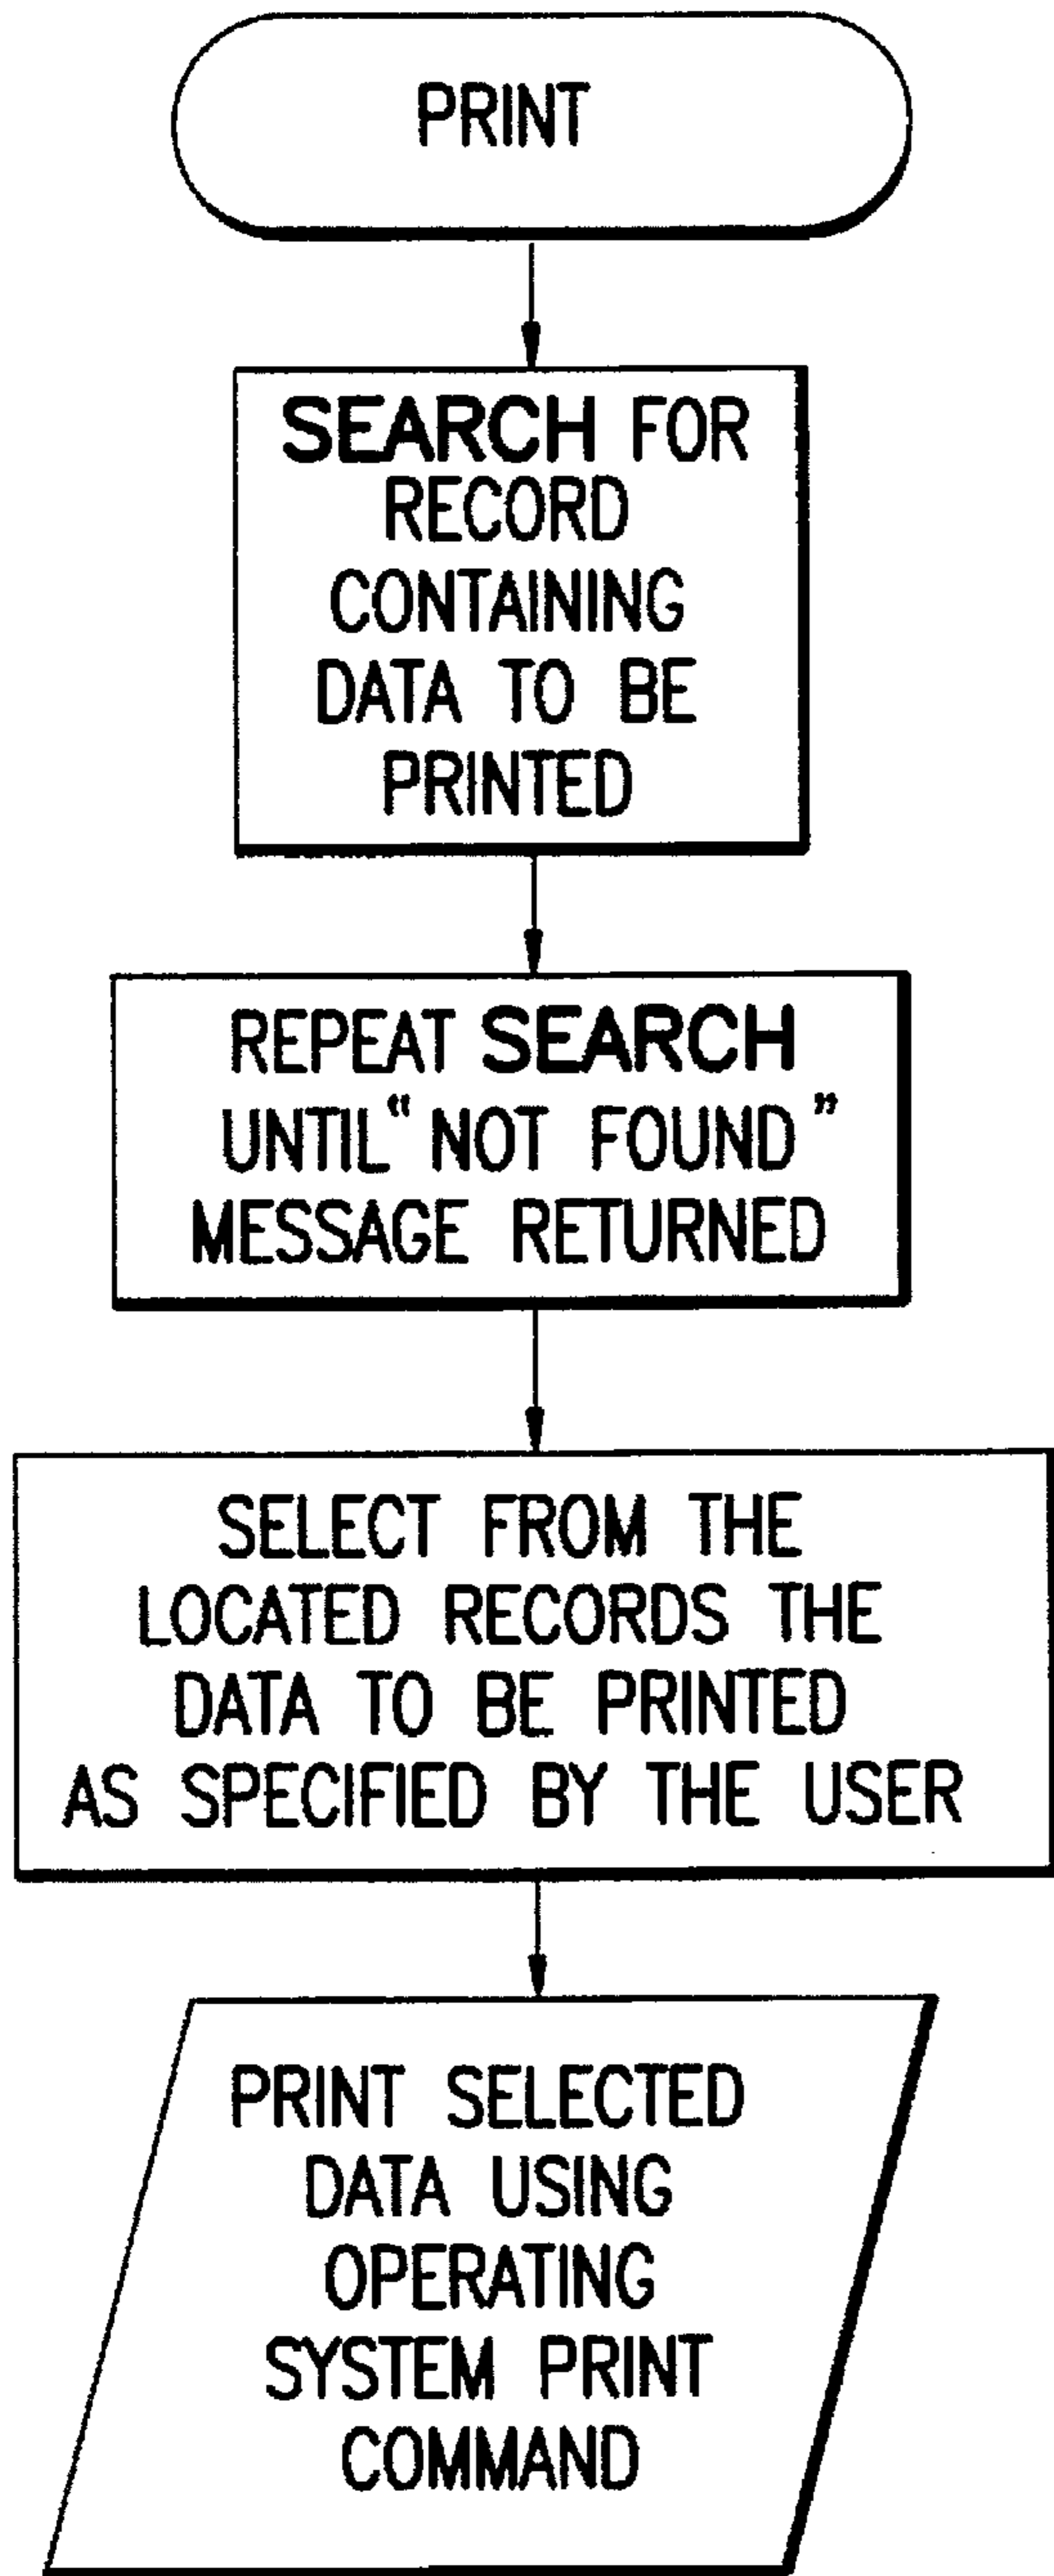 PRINT
SEARCH FOR
RECORD
CONTAINING
DATA TO BE
PRINTED
REPEAT SEARCH
UNTIL "NOT FOUND"
MESSAGE RETURNED
SELECT FROM THE
LOCATED RECORDS THE
DATA TO BE PRINTED
AS SPECIFIED BY THE USER
PRINT SELECTED
DATA USING
OPERATING
SYSTEM PRINT
COMMAND